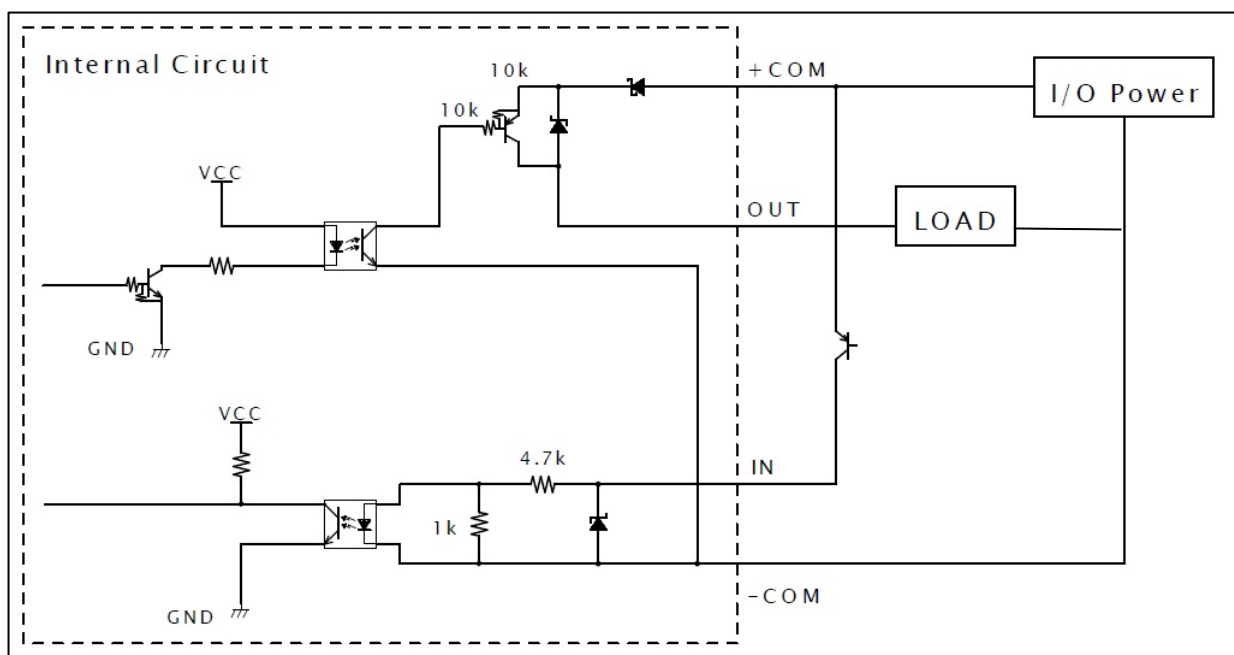 Internal Circuit
10k
+COM
I/O Power
10k
VCC
OUT
LOAD
GND
VCC
4.7k
IN
1k
-COM
GND